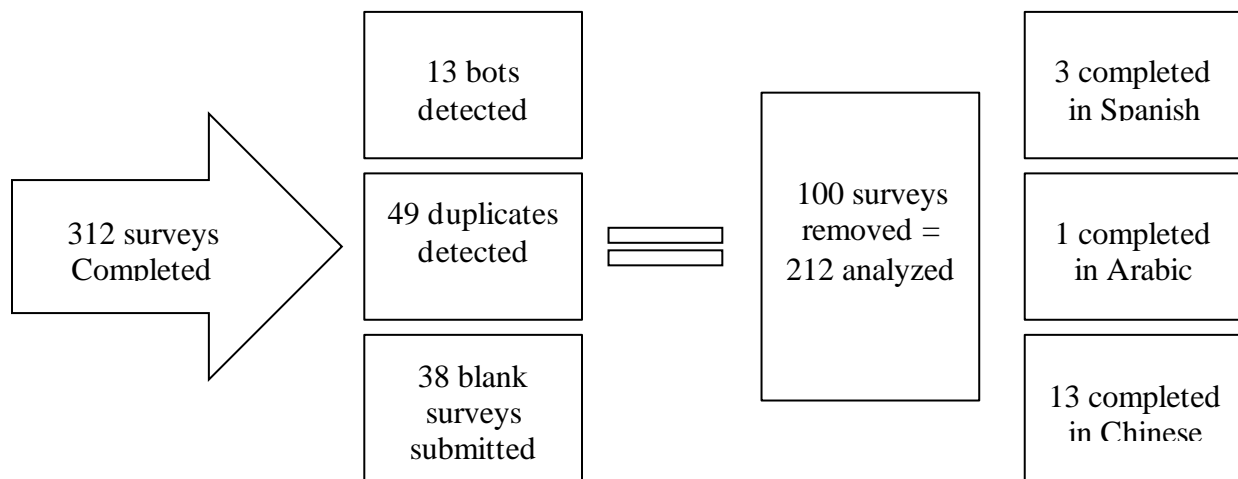 312 surveys
Completed
13 bots
detected
49 duplicates
detected
38 blank
surveys
submitted
100 surveys
removed =
212 analyzed
3 completed
in Spanish
1 completed
in Arabic
13 completed
in Chinese